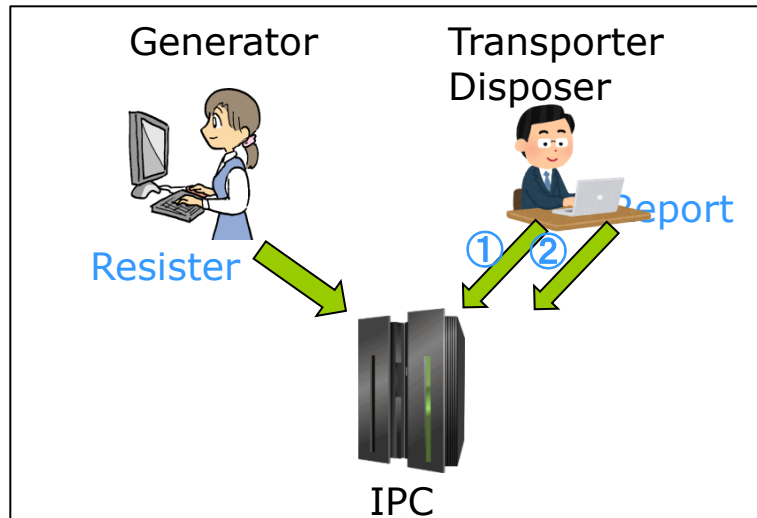 Generator
Transporter
Disposer
Report
Resister
① ②
IPC